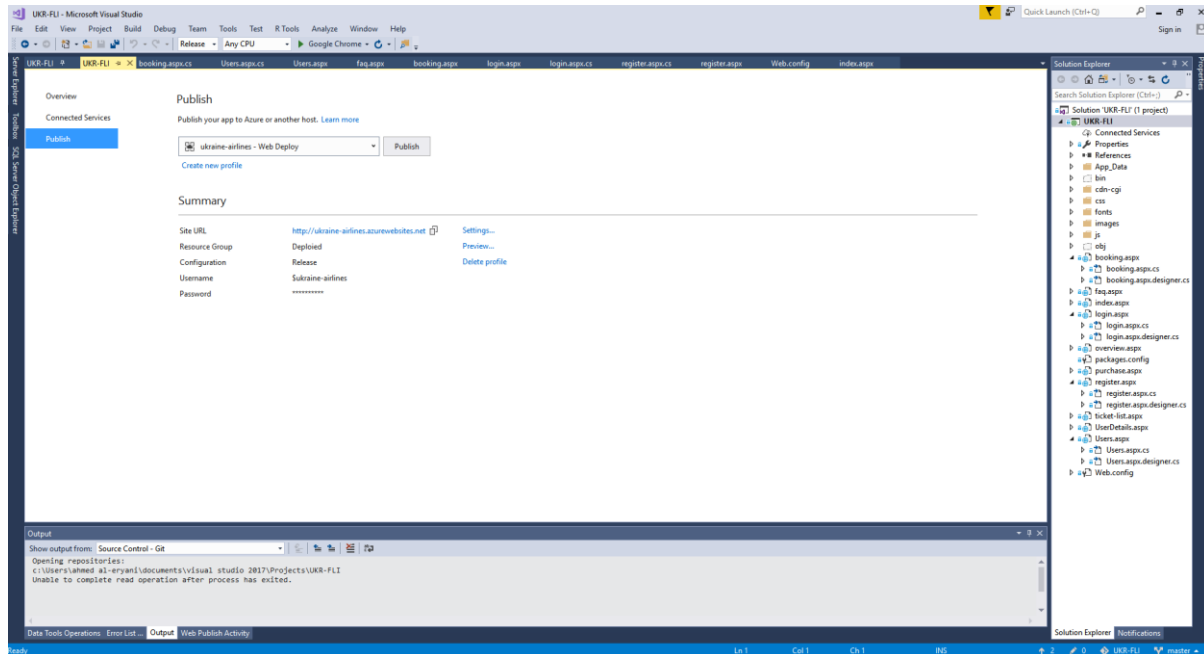 UKR-FLI - Microsoft Visual Studio
Quick Launch (Ctrl+Q)
File Edit View Project Build Debug Team Tools Test R Tools Analyze Window Help
Sign in
Release Any CPU Google Chrome
UKR-FLI UKR-FLI booking.aspx.cs Users.aspx.cs Users.aspx faq.aspx booking.aspx login.aspx login.aspx.cs register.aspx.cs register.aspx Web.config index.aspx
Server Explorer
Toolbox
SQL Server Object Explorer
Overview
Connected Services
Publish
Publish
Publish your app to Azure or another host. Learn more
ukraine-airlines - Web Deploy Publish
Create new profile
Summary
Site URL http://ukraine-airlines.azurewebsites.net Settings...
Resource Group Deploied Preview...
Configuration Release Delete profile
Username $ukraine-airlines
Password **********
Solution Explorer
Search Solution Explorer (Ctrl+;)
Solution 'UKR-FLI' (1 project)
UKR-FLI
Connected Services
Properties
References
App_Data
bin
cdn-cgi
css
fonts
images
js
obj
booking.aspx
booking.aspx.cs
booking.aspx.designer.cs
faq.aspx
index.aspx
login.aspx
login.aspx.cs
login.aspx.designer.cs
overview.aspx
packages.config
purchase.aspx
register.aspx
register.aspx.cs
register.aspx.designer.cs
ticket-list.aspx
UserDetails.aspx
Users.aspx
Users.aspx.cs
Users.aspx.designer.cs
Web.config
Properties
Output
Show output from: Source Control - Git
Opening repositories:
c:\Users\ahmed al-eryani\documents\visual studio 2017\Projects\UKR-FLI
Unable to complete read operation after process has exited.
Data Tools Operations Error List ... Output Web Publish Activity
Solution Explorer Notifications
Ready Ln 1 Col 1 Ch 1 INS 2 0 UKR-FLI master